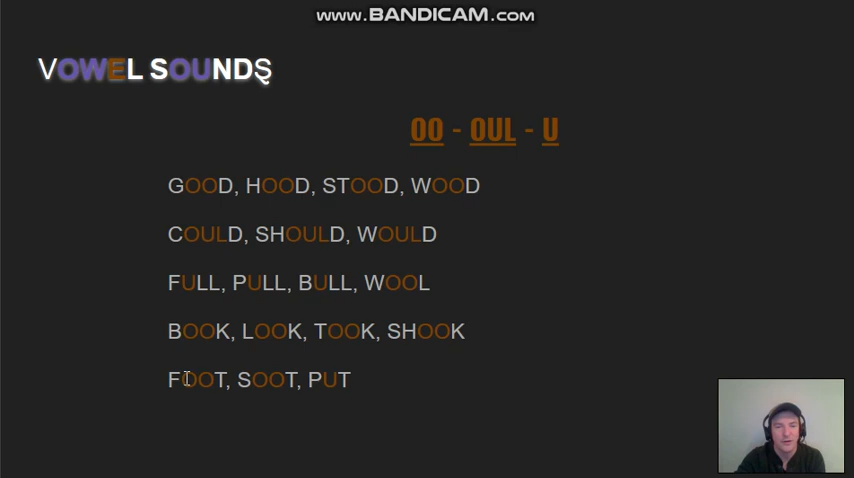 www.BANDICAM.com
VOWEL SOUNDS
OO - OUL - U
GOOD, HOOD, STOOD, WOOD
COULD, SHOULD, WOULD
FULL, PULL, BULL, WOOL
BOOK, LOOK, TOOK, SHOOK
FOOT, SOOT, PUT